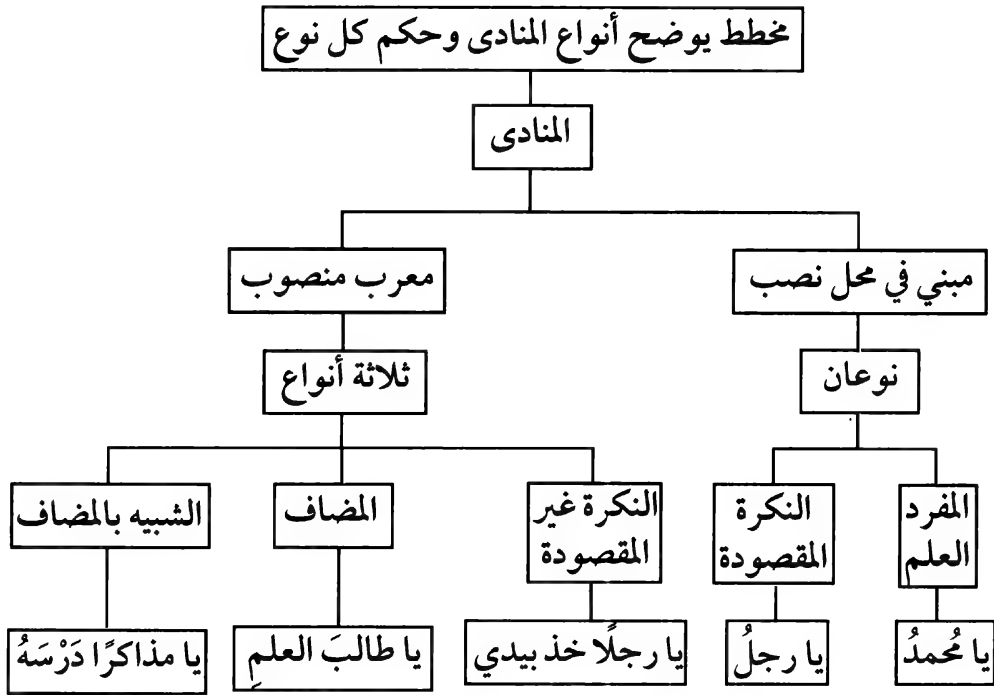 مخطط يوضح أنواع المنادى وحكم كل نوع
المنادى
مبني في محل نصب
معرب منصوب
نوعان
ثلاثة أنواع
المفرد
العلم
النكرة
المقصودة
النكرة غير
المقصودة
المضاف
الشبيه بالمضاف
يا مُحمدُ
يا رجلُ
يا رجلًا خذ بيدي
يا طالبَ العلمِ
يا مذاكرًا دَرْسَهُ